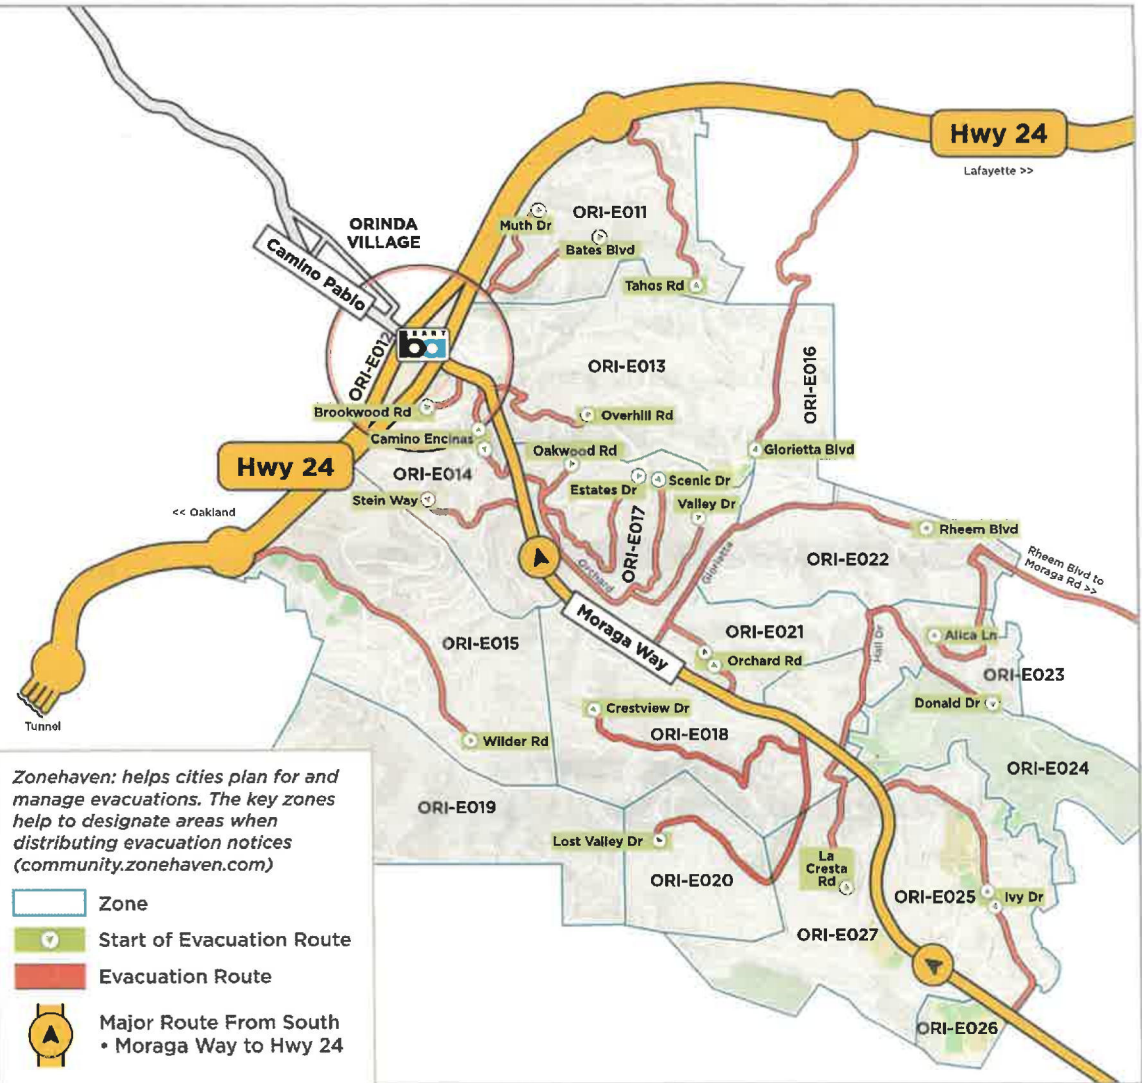 Hwy 24
Lafayette >>
ORINDA
VILLAGE
Camino Pablo
Muth Dr
ORI-E011
Bates Blvd
Tahos Rd
BART
ba
ORI-E012
ORI-E013
ORI-E016
Brookwood Rd
Overhill Rd
Camino Encinas
Oakwood Rd
Glorietta Blvd
Hwy 24
ORI-E014
Estates Dr
Scenic Dr
Stein Way
Valley Dr
<< Oakland
ORI-E017
Rheem Blvd
Glorietta
Orchard
ORI-E022
Rheem Blvd to
Moraga Rd >>
Moraga Way
ORI-E015
ORI-E021
Hall Dr
Alica Ln
Orchard Rd
ORI-E023
Tunnel
Crestview Dr
Donald Dr
Wilder Rd
ORI-E018
ORI-E024
ORI-E019
Lost Valley Dr
La
Cresta
Rd
ORI-E020
ORI-E025
Ivy Dr
ORI-E027
ORI-E026
Zonehaven: helps cities plan for and
manage evacuations. The key zones
help to designate areas when
distributing evacuation notices
(community.zonehaven.com)
Zone
Start of Evacuation Route
Evacuation Route
Major Route From South
• Moraga Way to Hwy 24